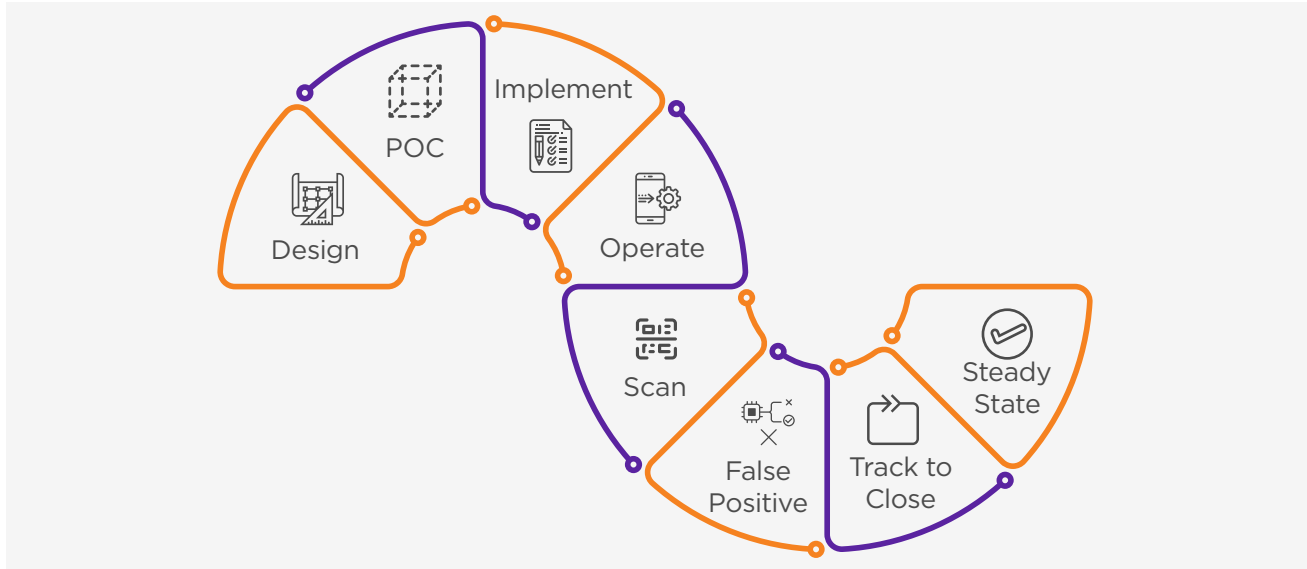 Design
POC
Implement
Operate
Scan
False
Positive
Track to
Close
Steady
State